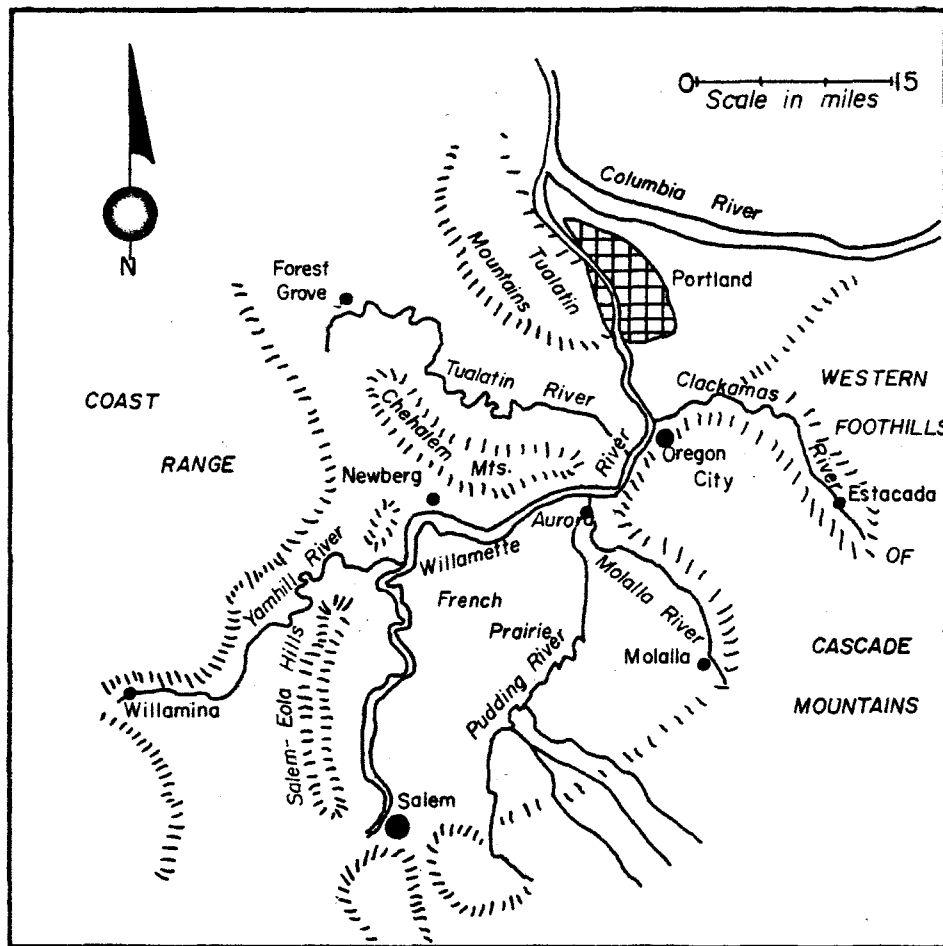 0 15
Scale in miles
N
Columbia River
Portland
Tualatin
Mountains
Forest
Grove
Tualatin River
Chehalem
Mts.
Clackamas
River
WESTERN
FOOTHILLS
OF
CASCADE
MOUNTAINS
COAST
RANGE
Newberg
River
Oregon
City
Estacada
Aurora
Willamette
Yamhill River
French
Prairie
Molalla River
Molalla
Pudding River
Salem-Eola Hills
Willamina
Salem